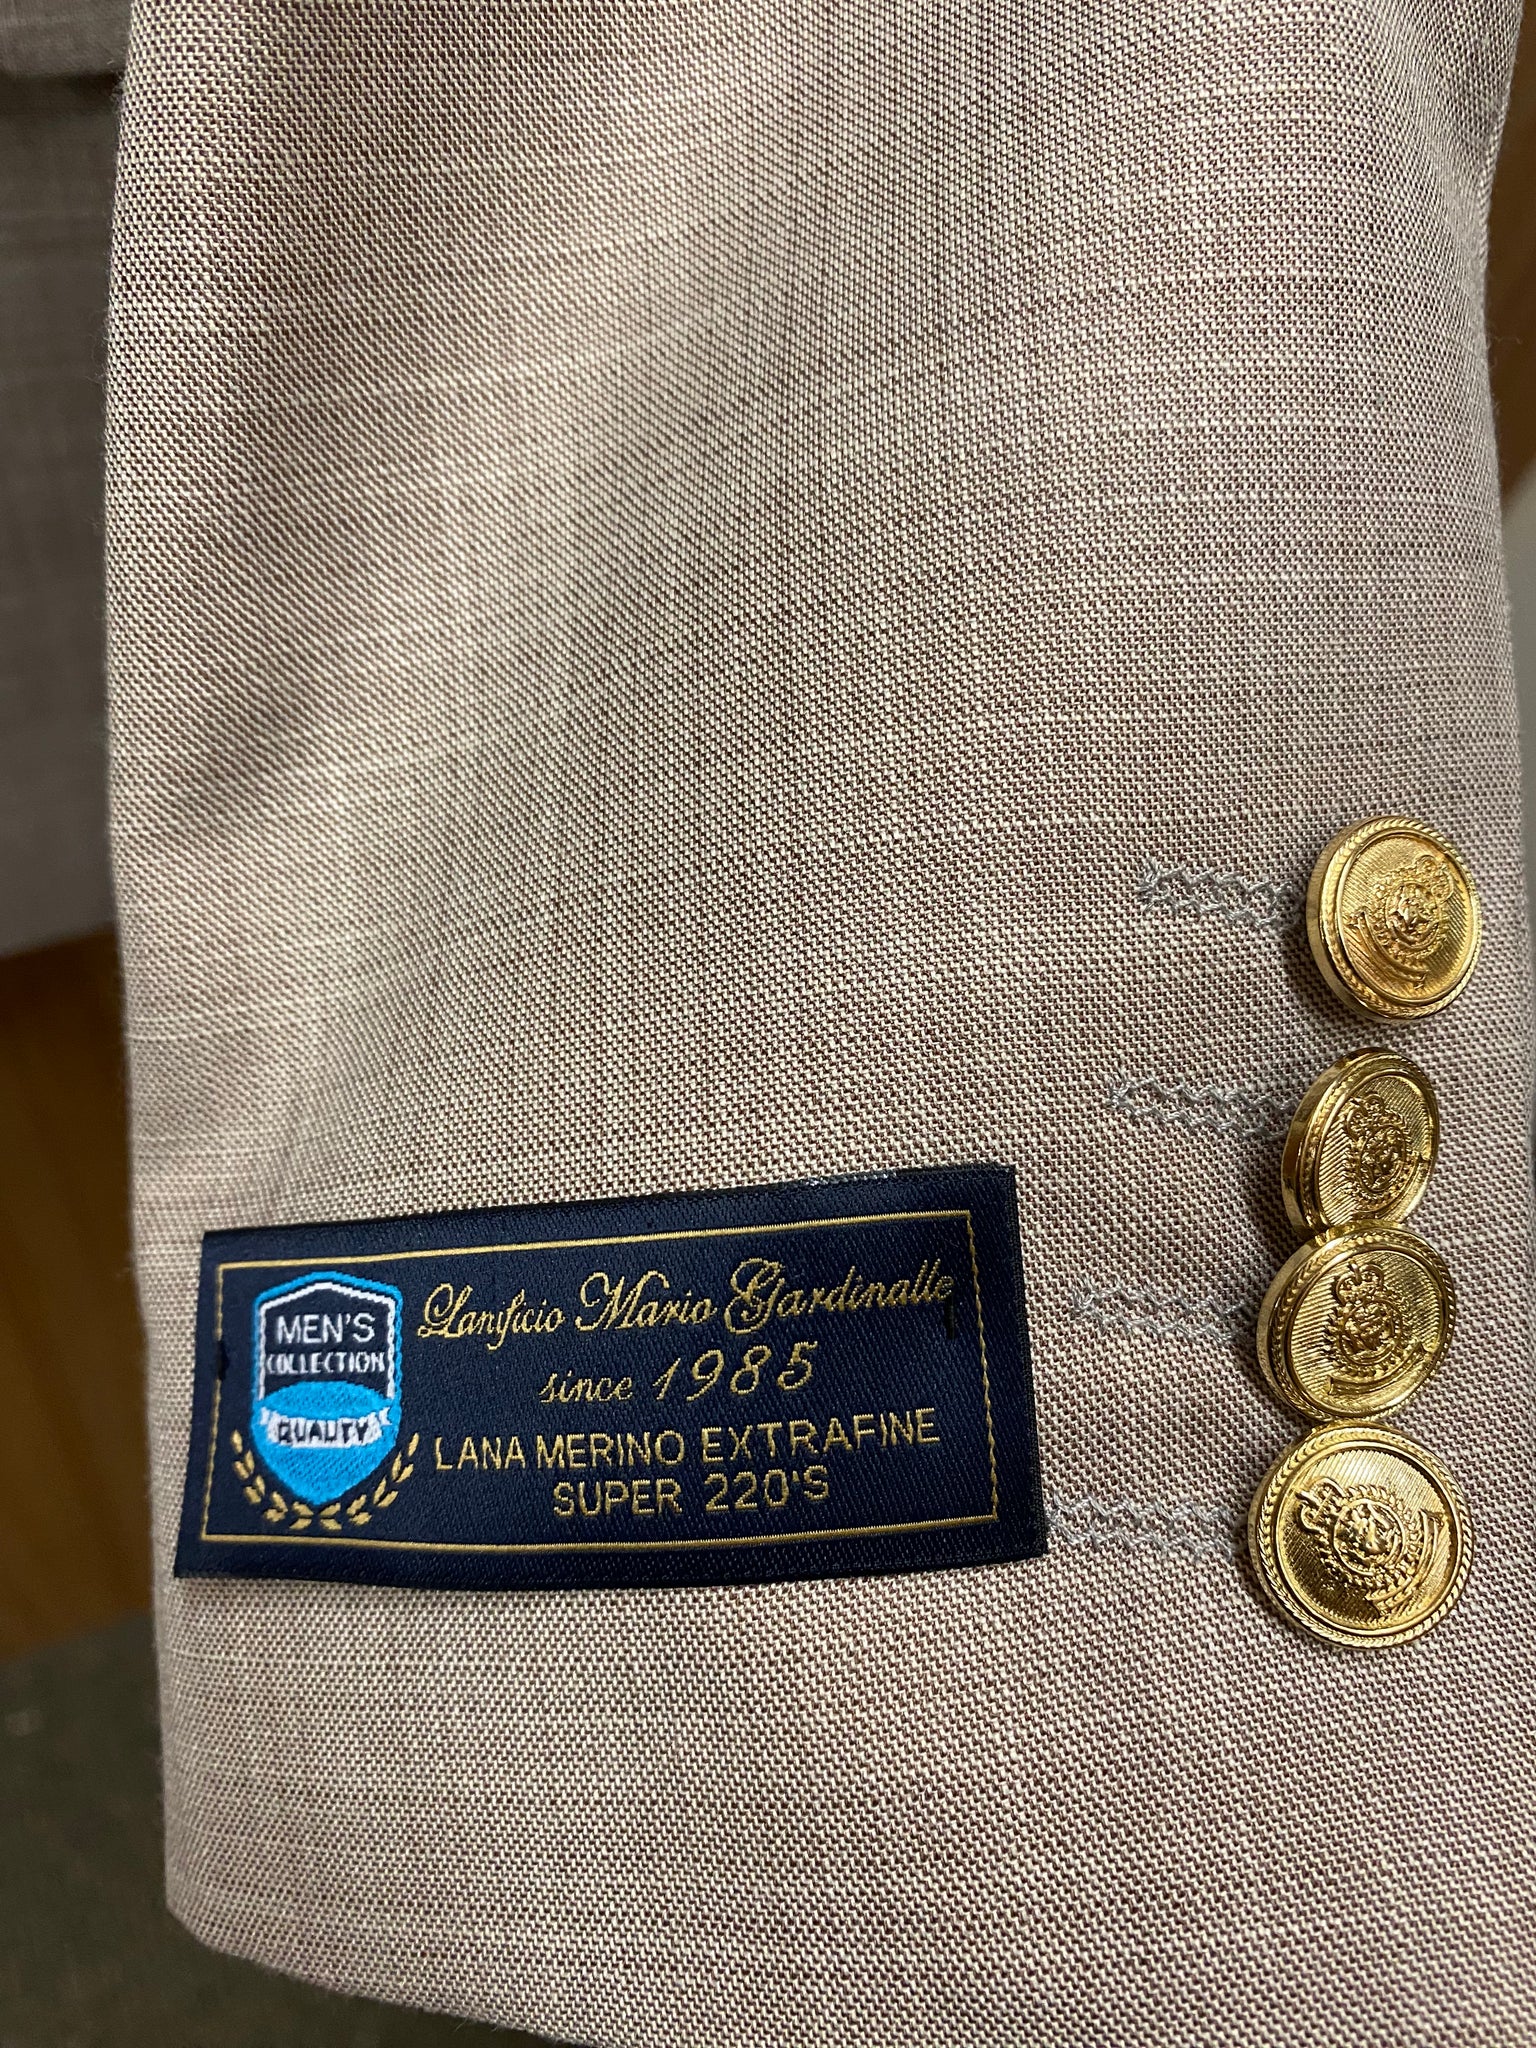 MEN'S
COLLECTION
QUALITY
Lanificio Mario Gardinalle
since 1985
LANA MERINO EXTRAFINE
SUPER 220'S